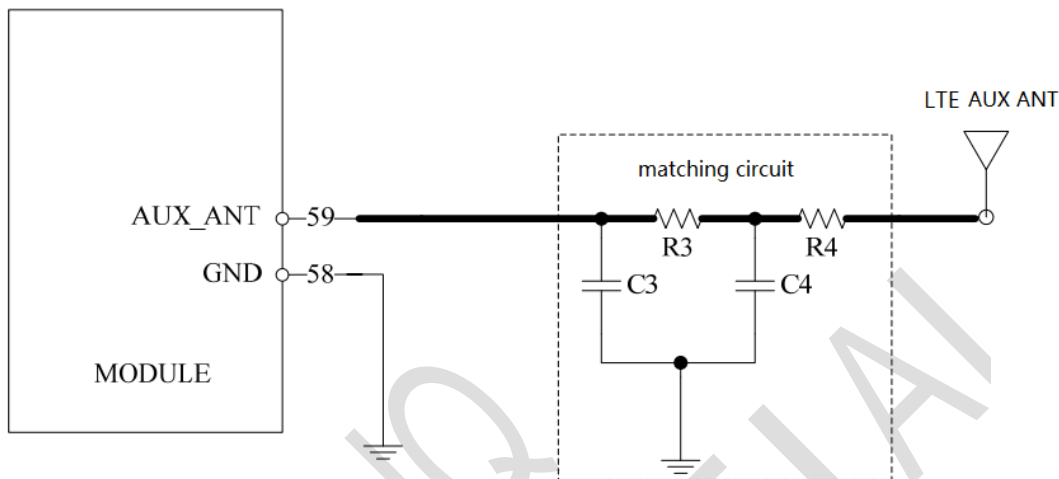 LTE AUX ANT
matching circuit
AUX_ANT 59
R3 R4
GND 58
C3 C4
MODULE